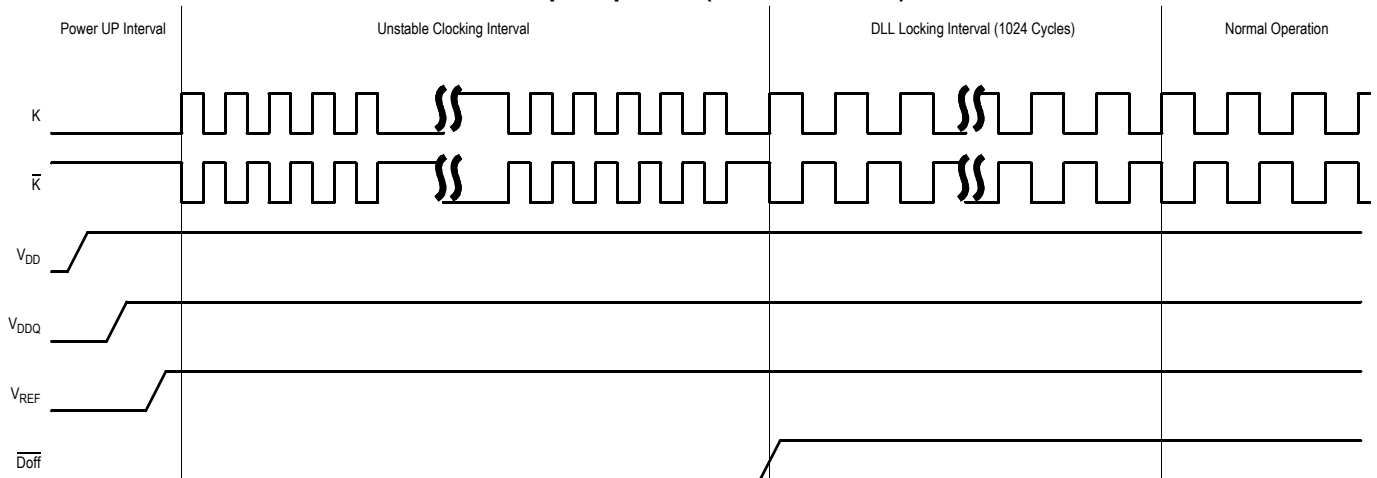 Power UP Interval
Unstable Clocking Interval
DLL Locking Interval (1024 Cycles)
Normal Operation
K
K̅
VDD
VDDQ
VREF
Doff